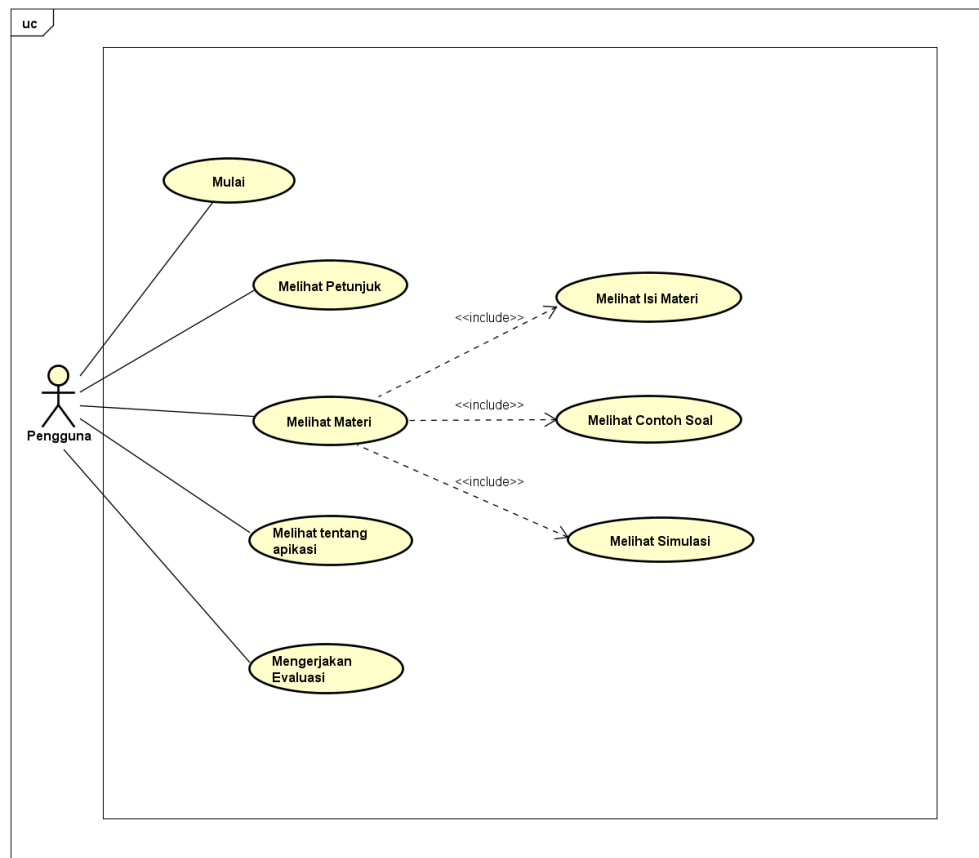 uc
Mulai
Melihat Petunjuk
Melihat Isi Materi
<<include>>
Pengguna
Melihat Materi
<<include>>
Melihat Contoh Soal
<<include>>
Melihat tentang
apikasi
Melihat Simulasi
Mengerjakan
Evaluasi